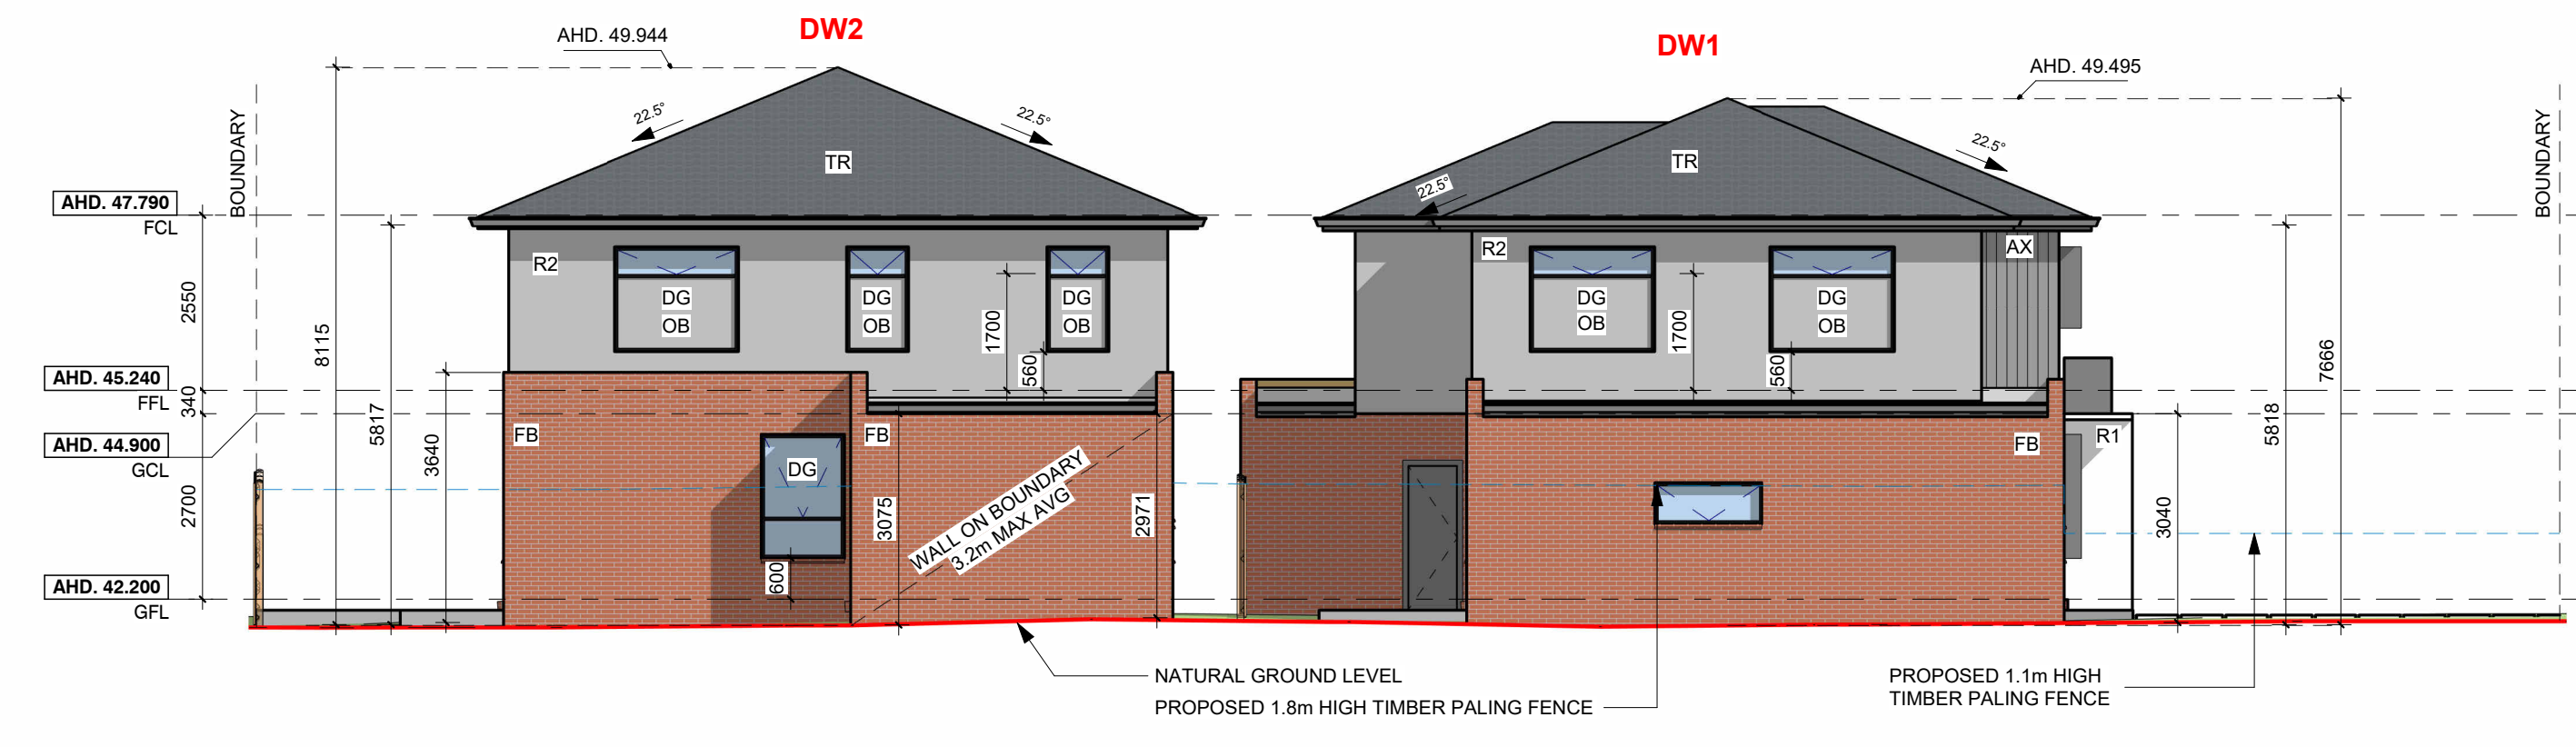 DW2
DW1
AHD. 49.944
AHD. 49.495
BOUNDARY
BOUNDARY
22.5°
22.5°
22.5°
22.5°
TR
TR
AHD. 47.790
FCL
R2
R2
AX
2550
8115
DG
OB
DG
OB
DG
OB
1700
560
DG
OB
DG
OB
1700
560
7666
AHD. 45.240
FFL
340
5817
3640
5818
AHD. 44.900
GCL
FB
FB
FB
R1
DG
2700
3075
WALL ON BOUNDARY
3.2m MAX AVG
2971
3040
600
AHD. 42.200
GFL
NATURAL GROUND LEVEL
PROPOSED 1.8m HIGH TIMBER PALING FENCE
PROPOSED 1.1m HIGH
TIMBER PALING FENCE